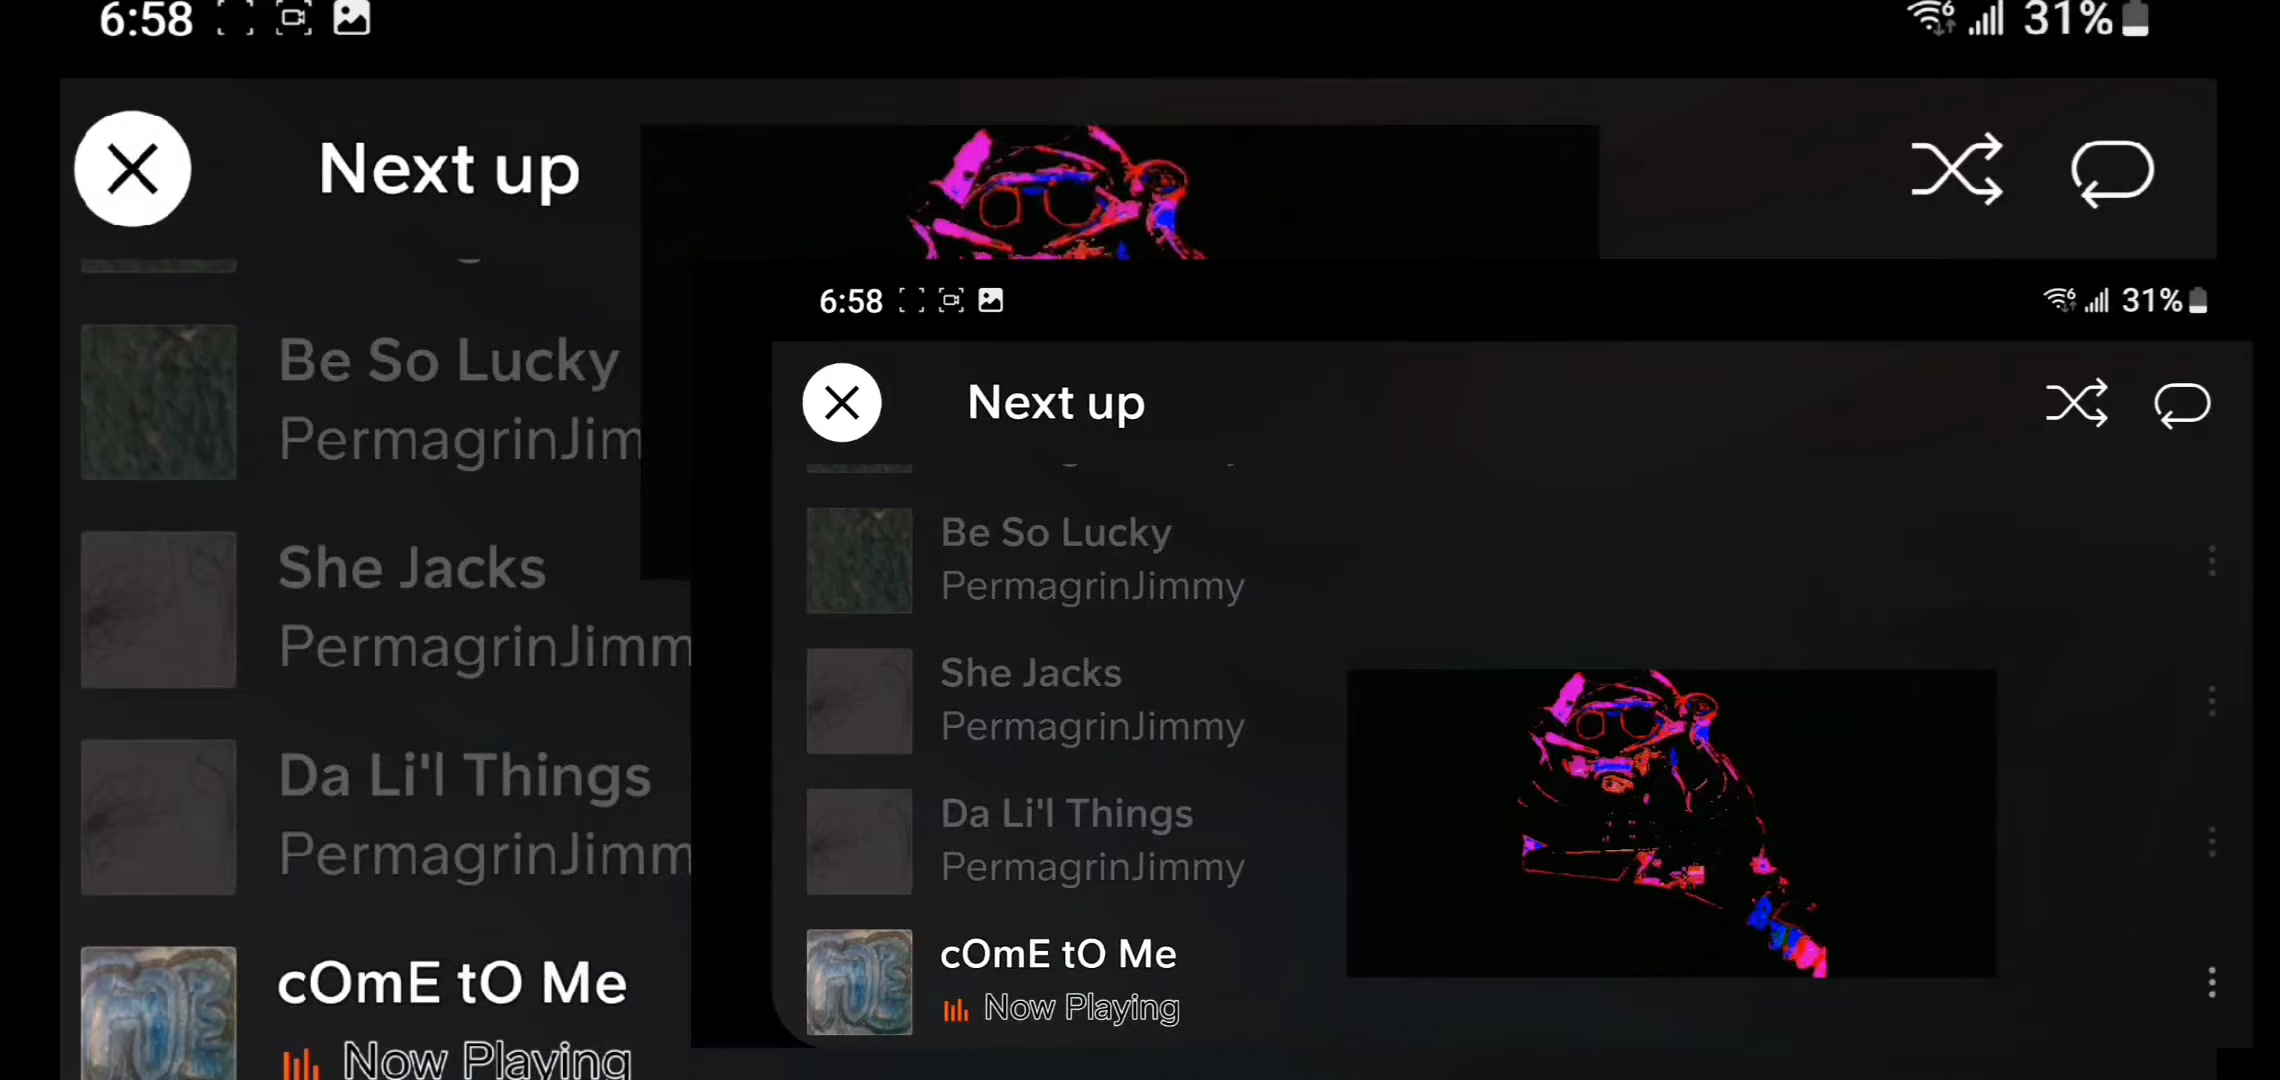 6:58
31%
Next up
Be So Lucky
PermagrinJim
She Jacks
PermagrinJimm
Da Li'l Things
PermagrinJimm
cOmE tO Me
Now Playing
6:58
31%
Next up
Be So Lucky
PermagrinJimmy
She Jacks
PermagrinJimmy
Da Li'l Things
PermagrinJimmy
cOmE tO Me
Now Playing